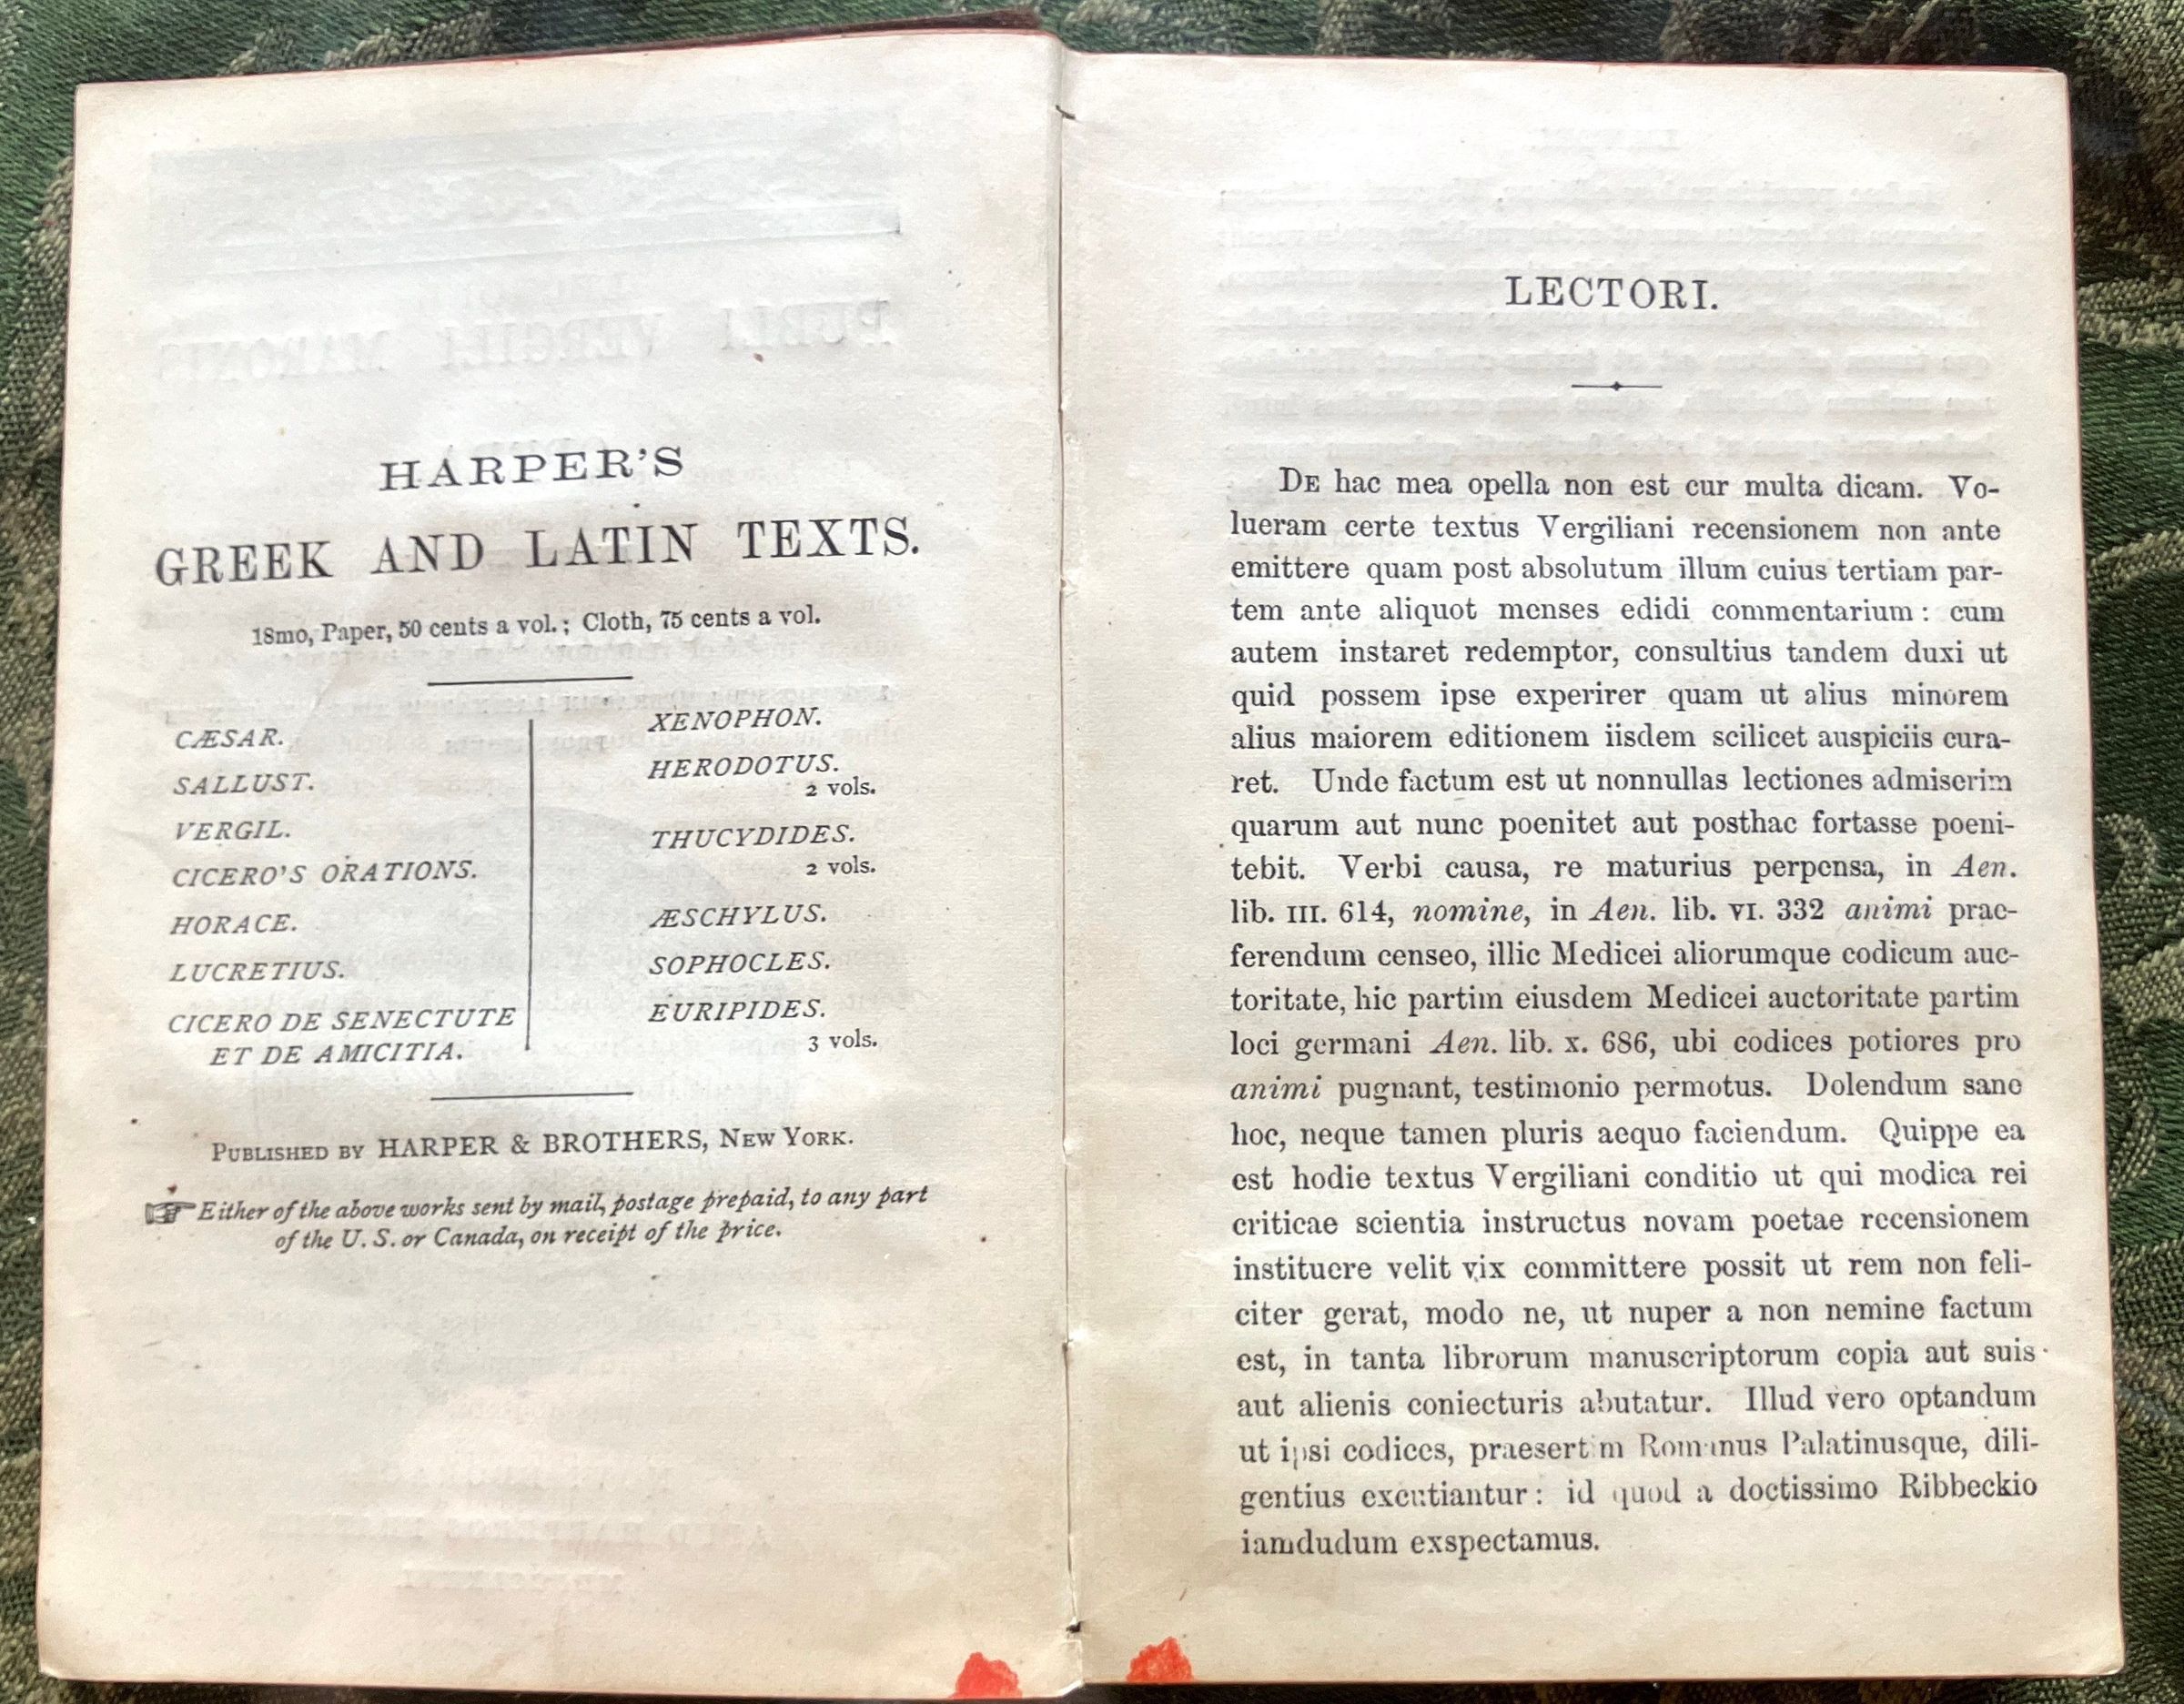 HARPER'S
GREEK AND LATIN TEXTS.
18mo, Paper, 50 cents a vol.; Cloth, 75 cents a vol.
CÆSAR.
SALLUST.
VERGIL.
CICERO'S ORATIONS.
HORACE.
LUCRETIUS.
CICERO DE SENECTUTE
ET DE AMICITIA.
XENOPHON.
HERODOTUS.
2 vols.
THUCYDIDES.
2 vols.
ÆSCHYLUS.
SOPHOCLES.
EURIPIDES.
3 vols.
PUBLISHED BY HARPER & BROTHERS, NEW YORK.
☞ Either of the above works sent by mail, postage prepaid, to any part
of the U. S. or Canada, on receipt of the price.
LECTORI.
DE hac mea opella non est cur multa dicam. Vo-
lueram certe textus Vergiliani recensionem non ante
emittere quam post absolutum illum cuius tertiam par-
tem ante aliquot menses edidi commentarium: cum
autem instaret redemptor, consultius tandem duxi ut
quid possem ipse experirer quam ut alius minorem
alius maiorem editionem iisdem scilicet auspiciis cura-
ret. Unde factum est ut nonnullas lectiones admiserim
quarum aut nunc poenitet aut posthac fortasse poeni-
tebit. Verbi causa, re maturius perpensa, in Aen.
lib. III. 614, nomine, in Aen. lib. VI. 332 animi prae-
ferendum censeo, illic Medicei aliorumque codicum auc-
toritate, hic partim eiusdem Medicei auctoritate partim
loci germani Aen. lib. x. 686, ubi codices potiores pro
animi pugnant, testimonio permotus. Dolendum sane
hoc, neque tamen pluris aequo faciendum. Quippe ea
est hodie textus Vergiliani conditio ut qui modica rei
criticae scientia instructus novam poetae recensionem
instituere velit vix committere possit ut rem non feli-
citer gerat, modo ne, ut nuper a non nemine factum
est, in tanta librorum manuscriptorum copia aut suis
aut alienis coniecturis abutatur. Illud vero optandum
ut ipsi codices, praesertim Romanus Palatinusque, dili-
gentius excutiantur: id quod a doctissimo Ribbeckio
iamdudum exspectamus.